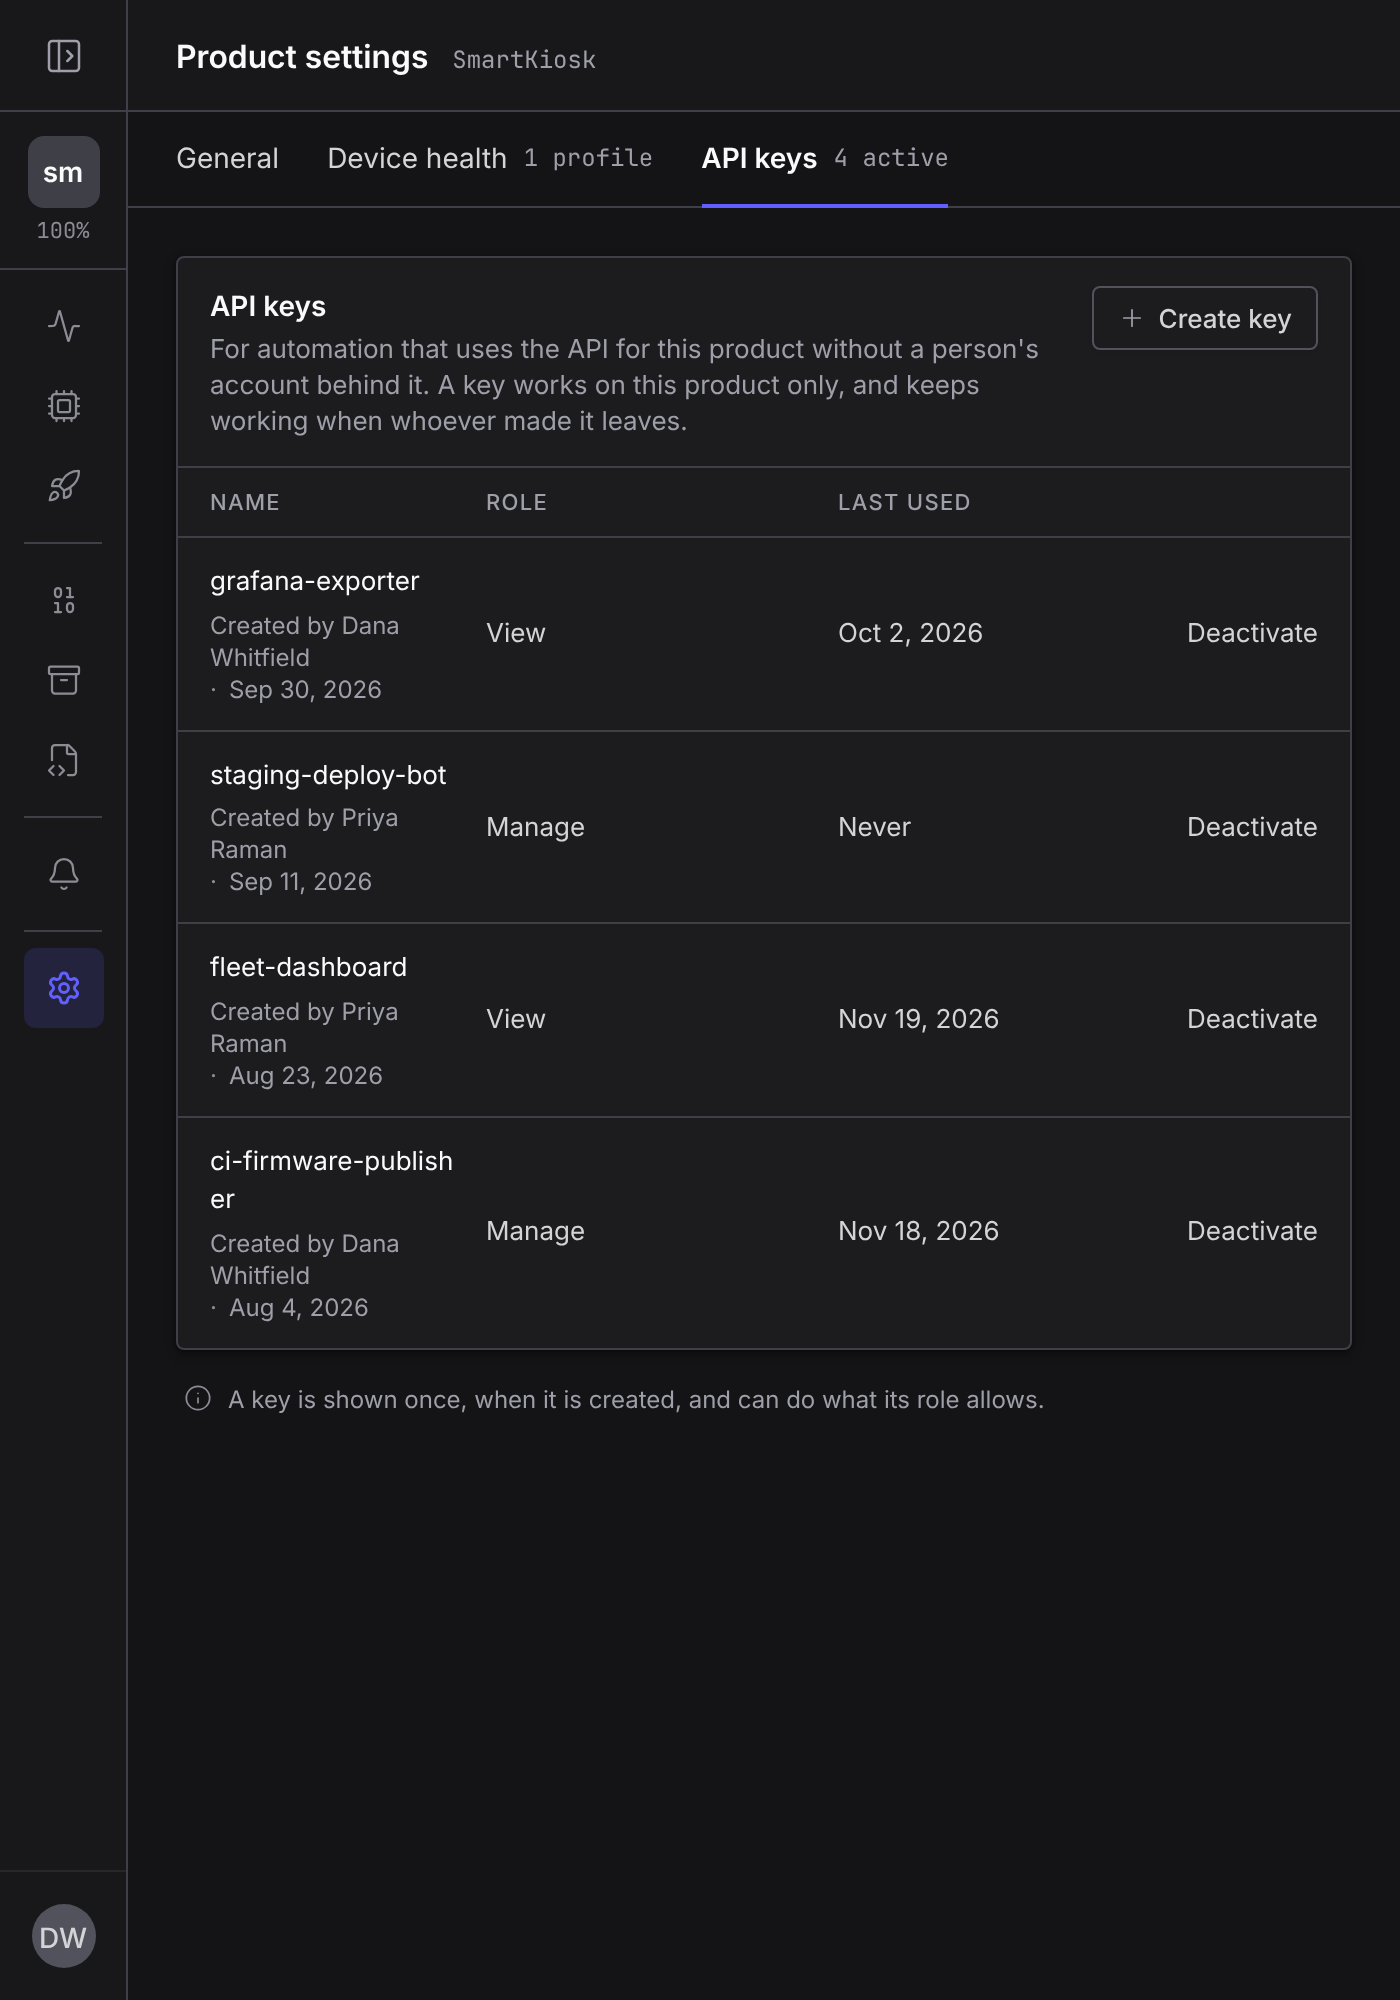 Product settings SmartKiosk
sm
100%
General Device health 1 profile API keys 4 active
API keys
Create key
For automation that uses the API for this product without a person's
account behind it. A key works on this product only, and keeps
working when whoever made it leaves.
NAME ROLE LAST USED
grafana-exporter
Created by Dana
Whitfield
· Sep 30, 2026
View Oct 2, 2026 Deactivate
staging-deploy-bot
Created by Priya
Raman
· Sep 11, 2026
Manage Never Deactivate
fleet-dashboard
Created by Priya
Raman
· Aug 23, 2026
View Nov 19, 2026 Deactivate
ci-firmware-publish
er
Created by Dana
Whitfield
· Aug 4, 2026
Manage Nov 18, 2026 Deactivate
A key is shown once, when it is created, and can do what its role allows.
01
10
DW